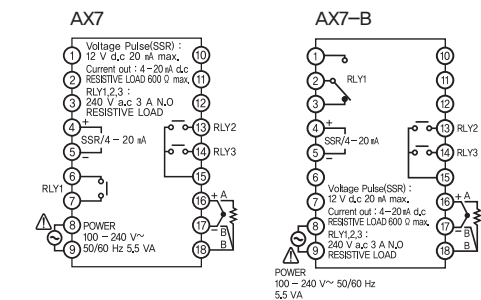 AX7
Voltage Pulse(SSR) :
12 V d.c 20 mA max.
Current out : 4-20 mA d.c
RESISTIVE LOAD 600 Ω max.
RLY1,2,3 :
240 V a.c 3 A N.O
RESISTIVE LOAD
1
2
3
4
5
6
7
8
9
10
11
12
13
14
15
16
17
18
+
SSR/4-20 mA
−
RLY1
RLY2
RLY3
+ A
− B
B
POWER
100 - 240 V~
50/60 Hz 5.5 VA
AX7-B
1
2
3
4
5
6
7
8
9
10
11
12
13
14
15
16
17
18
RLY1
+
SSR/4-20 mA
−
RLY2
RLY3
Voltage Pulse(SSR) :
12 V d.c 20 mA max.
Current out : 4-20 mA d.c
RESISTIVE LOAD 600 Ω max.
RLY1,2,3 :
240 V a.c 3 A N.O
RESISTIVE LOAD
+ A
− B
B
POWER
100 - 240 V~ 50/60 Hz
5.5 VA